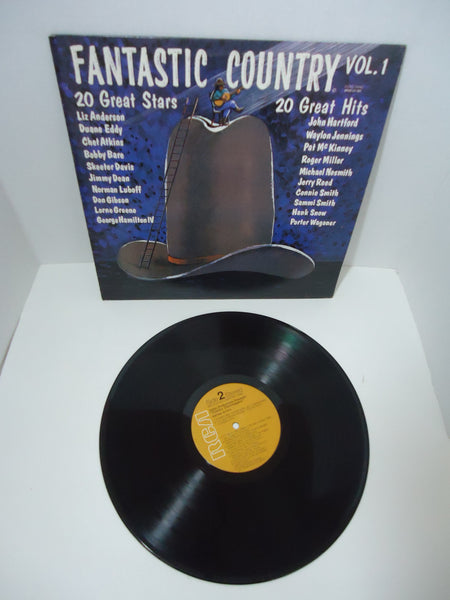 FANTASTIC COUNTRY VOL. 1
20 Great Stars
Liz Anderson
Duane Eddy
Chet Atkins
Bobby Bare
Skeeter Davis
Jimmy Dean
Norman Luboff
Don Gibson
Lorne Greene
George Hamilton IV
20 Great Hits
John Hartford
Waylon Jennings
Pat McKinney
Roger Miller
Michael Nesmith
Jerry Reed
Connie Smith
Sammi Smith
Hank Snow
Porter Wagoner
2
RCA